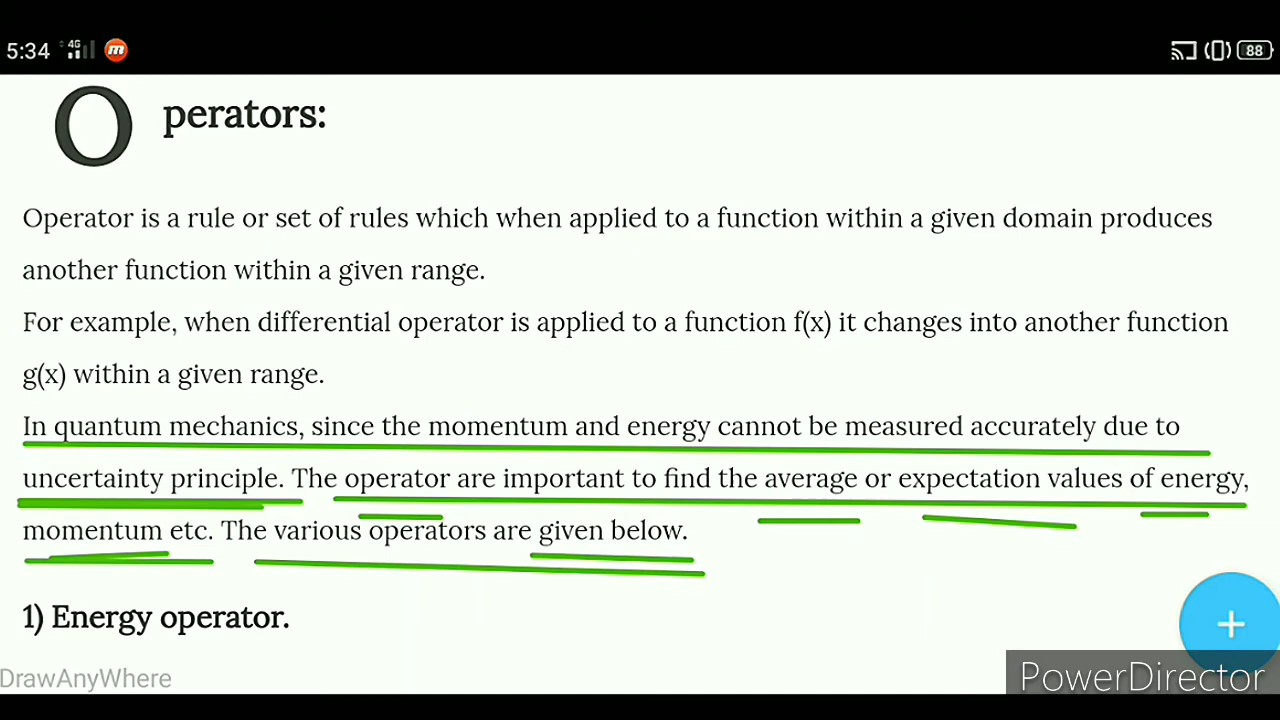 5:34 4G m 88
Operators:
Operator is a rule or set of rules which when applied to a function within a given domain produces
another function within a given range.
For example, when differential operator is applied to a function f(x) it changes into another function
g(x) within a given range.
In quantum mechanics, since the momentum and energy cannot be measured accurately due to
uncertainty principle. The operator are important to find the average or expectation values of energy,
momentum etc. The various operators are given below.
1) Energy operator.
+
DrawAnyWhere
PowerDirector